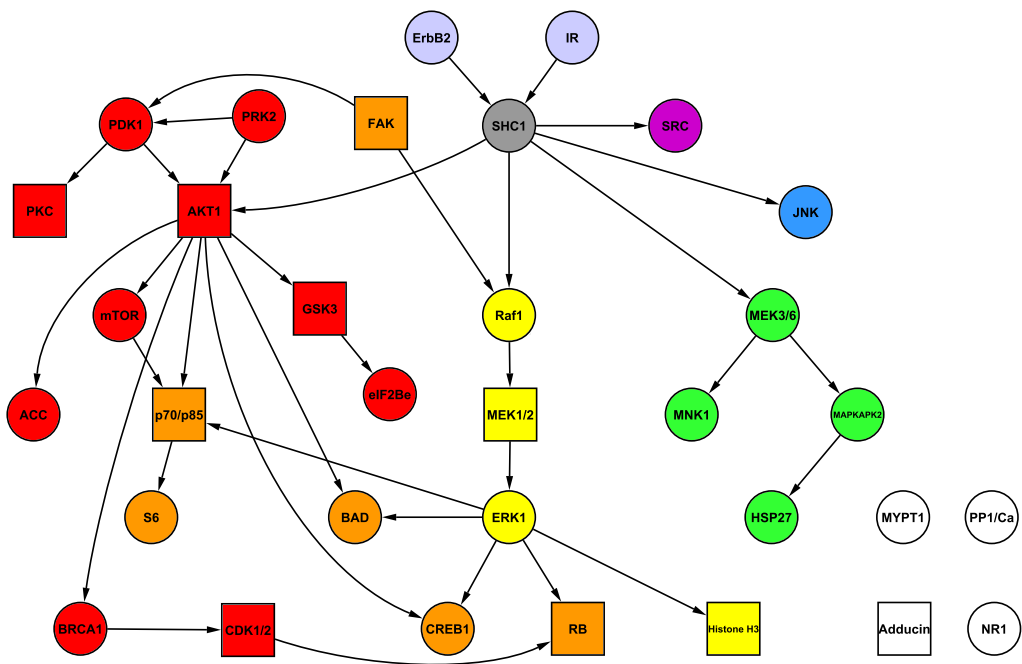 ErbB2
IR
PDK1
PRK2
FAK
SHC1
SRC
PKC
AKT1
JNK
mTOR
GSK3
Raf1
MEK3/6
ACC
p70/p85
eIF2Be
MEK1/2
MNK1
MAPKAPK2
S6
BAD
ERK1
HSP27
MYPT1
PP1/Ca
BRCA1
CDK1/2
CREB1
RB
Histone H3
Adducin
NR1